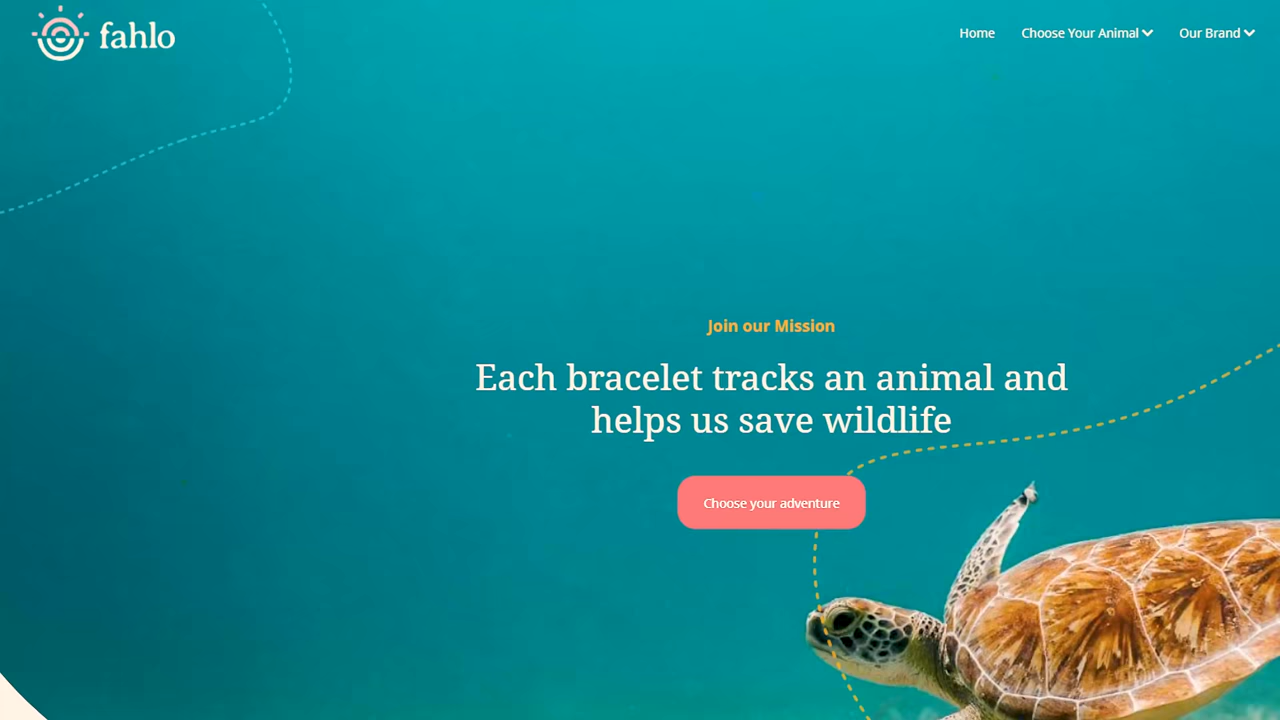 fahlo
Home
Choose Your Animal
Our Brand
Join our Mission
Each bracelet tracks an animal and
helps us save wildlife
Choose your adventure